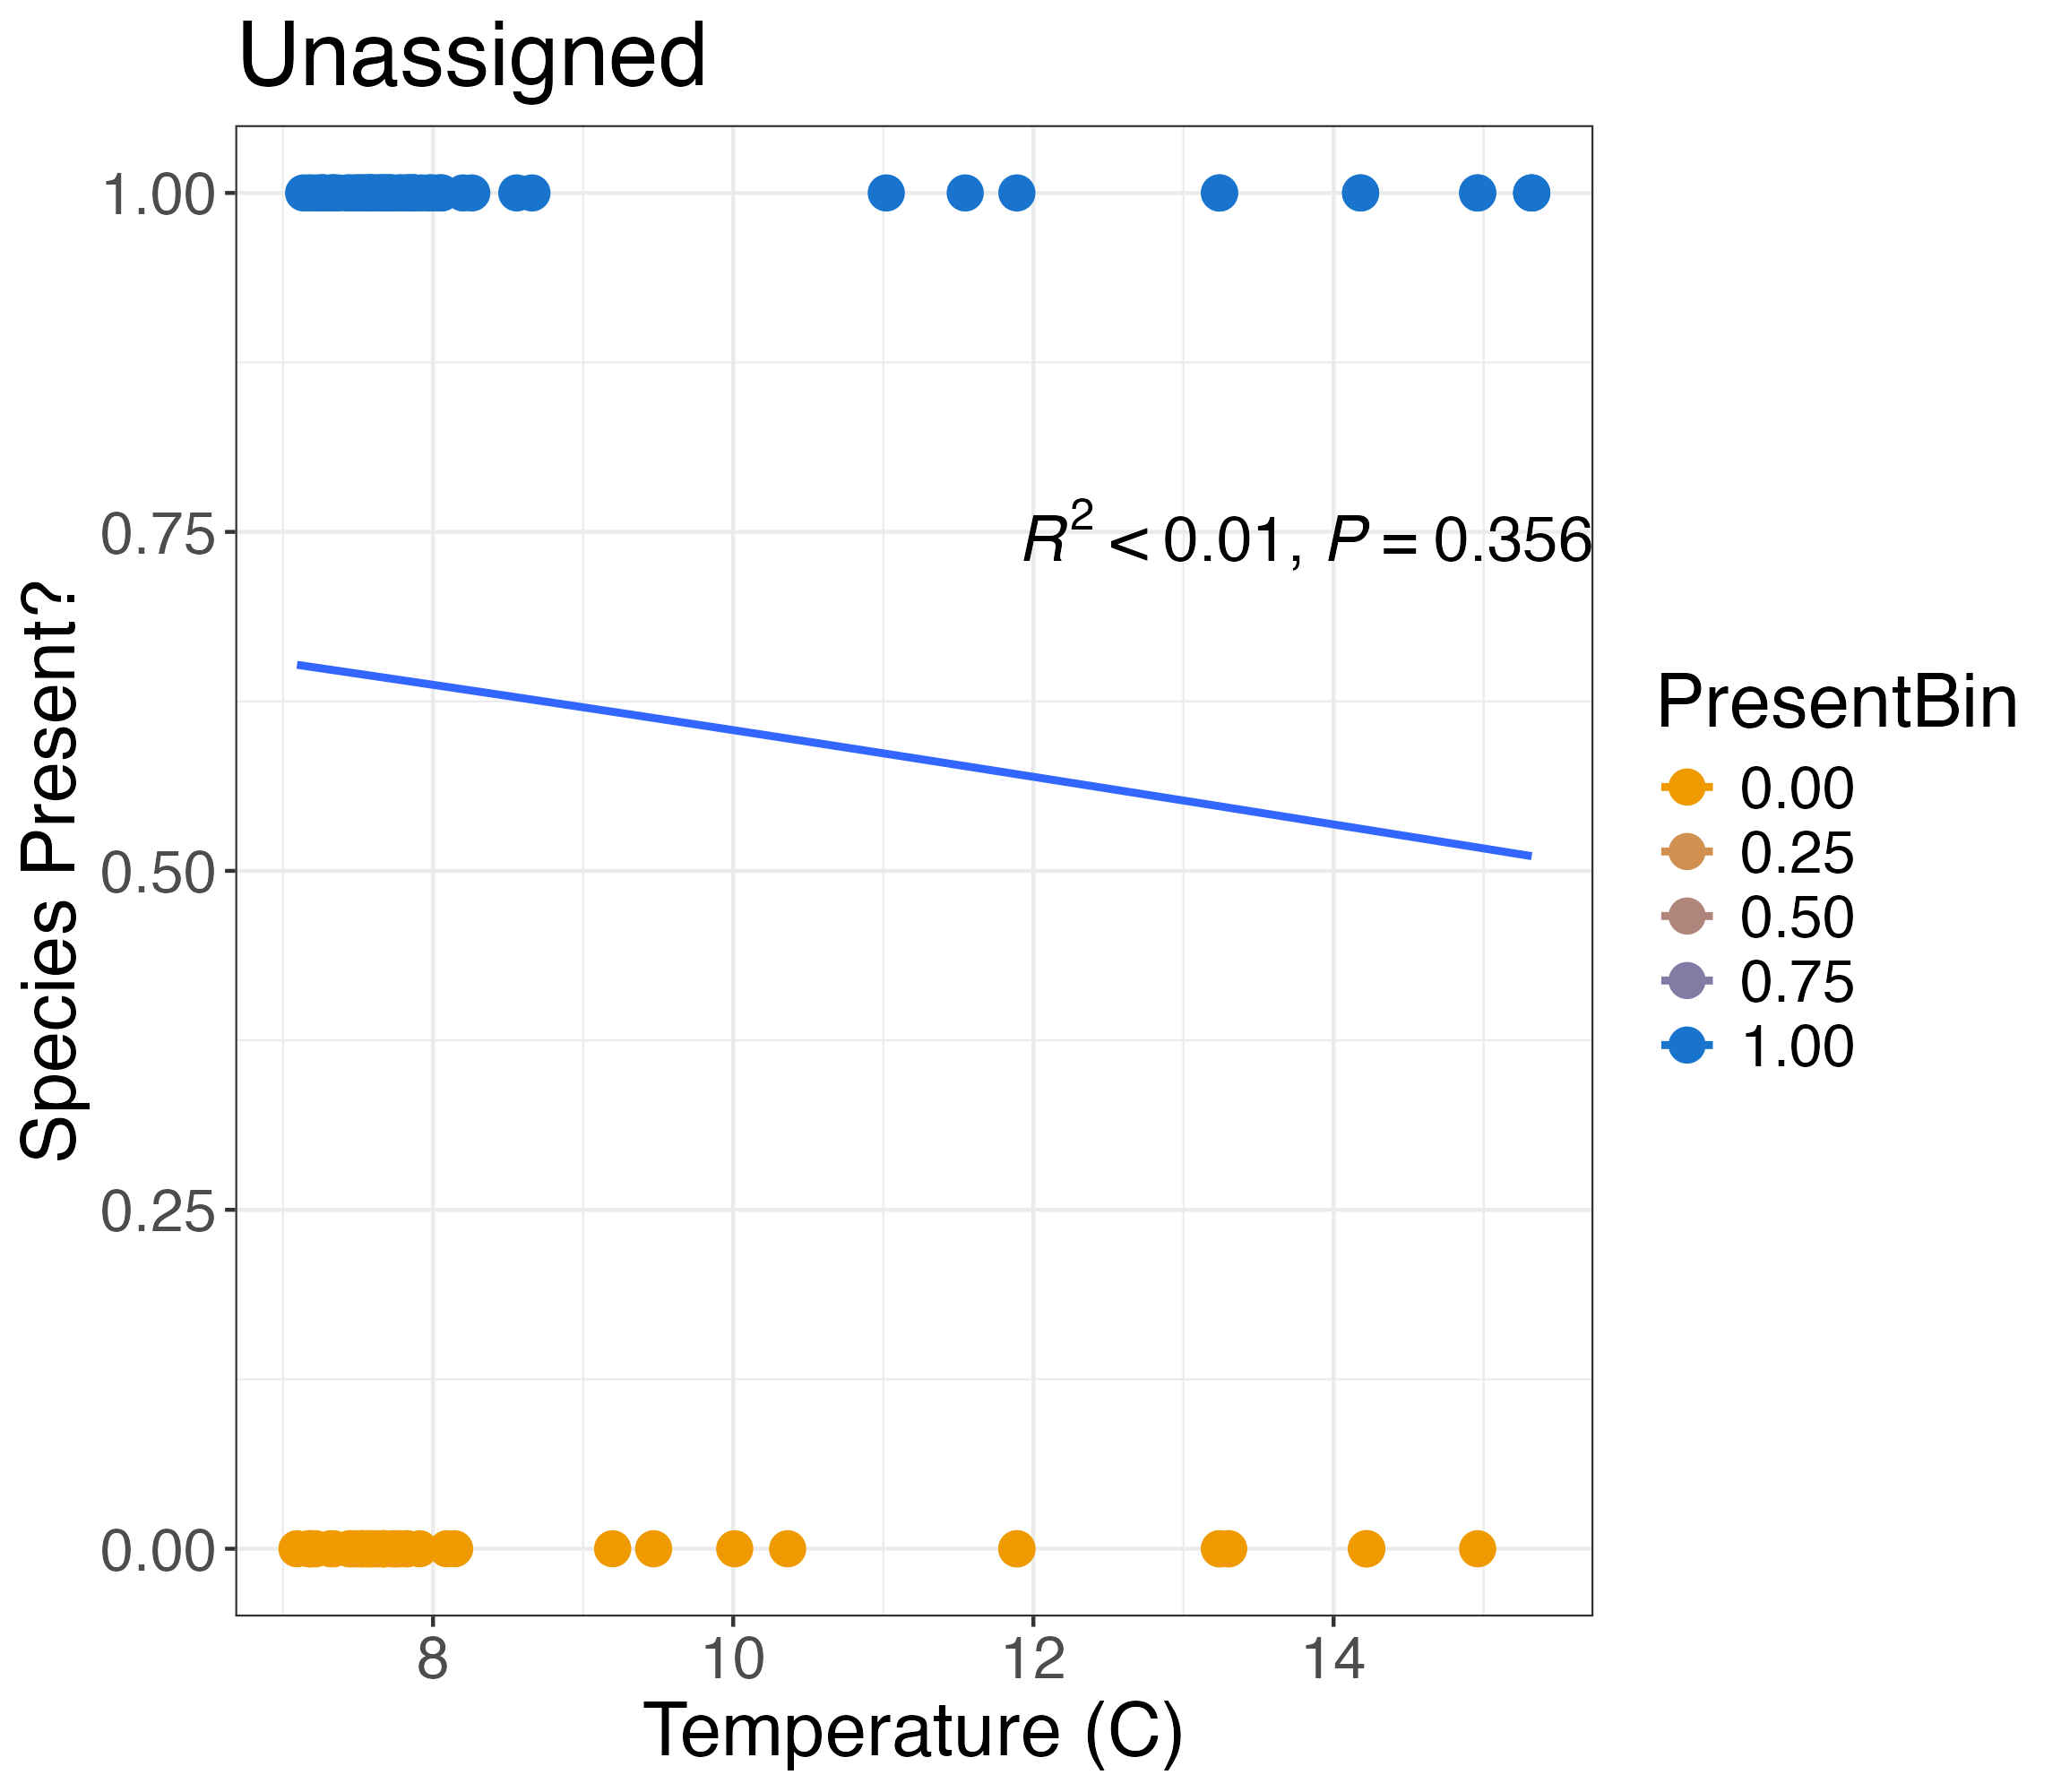 Unassigned
1.00
0.75
0.50
0.25
0.00
Species Present?
R² < 0.01, P = 0.356
8 10 12 14
Temperature (C)
PresentBin
0.00
0.25
0.50
0.75
1.00